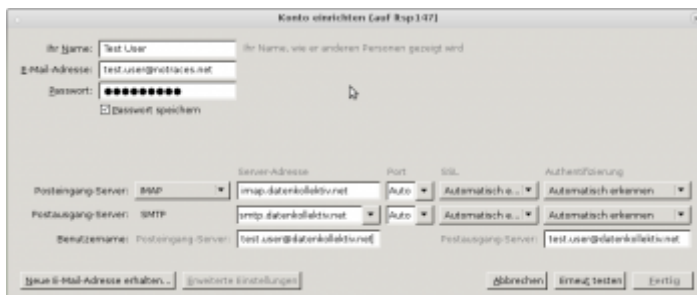 Konto einrichten [auf Rsp147]
Ihr Name: Test User Ihr Name, wie er anderen Personen gezeigt wird
E-Mail-Adresse: test.user@notraces.net
Passwort: ●●●●●●●●●
Passwort speichern
Server-Adresse Port SSL Authentifizierung
Posteingang-Server: IMAP imap.datenkollektiv.net Auto Automatisch e... Automatisch erkennen
Postausgang-Server: SMTP smtp.datenkollektiv.net Auto Automatisch e... Automatisch erkennen
Benutzername: Posteingang-Server: test.user@datenkollektiv.net Postausgang-Server: test.user@datenkollektiv.net
Neue E-Mail-Adresse erhalten... Erweiterte Einstellungen Abbrechen Erneut testen Fertig